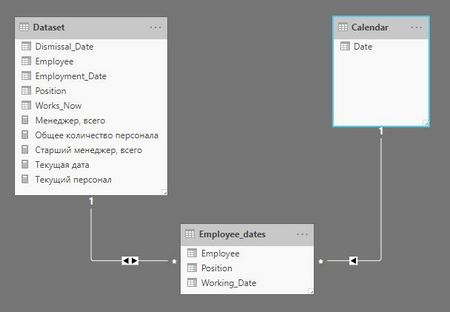 Dataset ...
Dismissal_Date
Employee
Employment_Date
Position
Works_Now
Менеджер, всего
Общее количество персонала
Старший менеджер, всего
Текущая дата
Текущий персонал
Calendar ...
Date
1
1
Employee_dates ...
Employee
Position
Working_Date
*
*